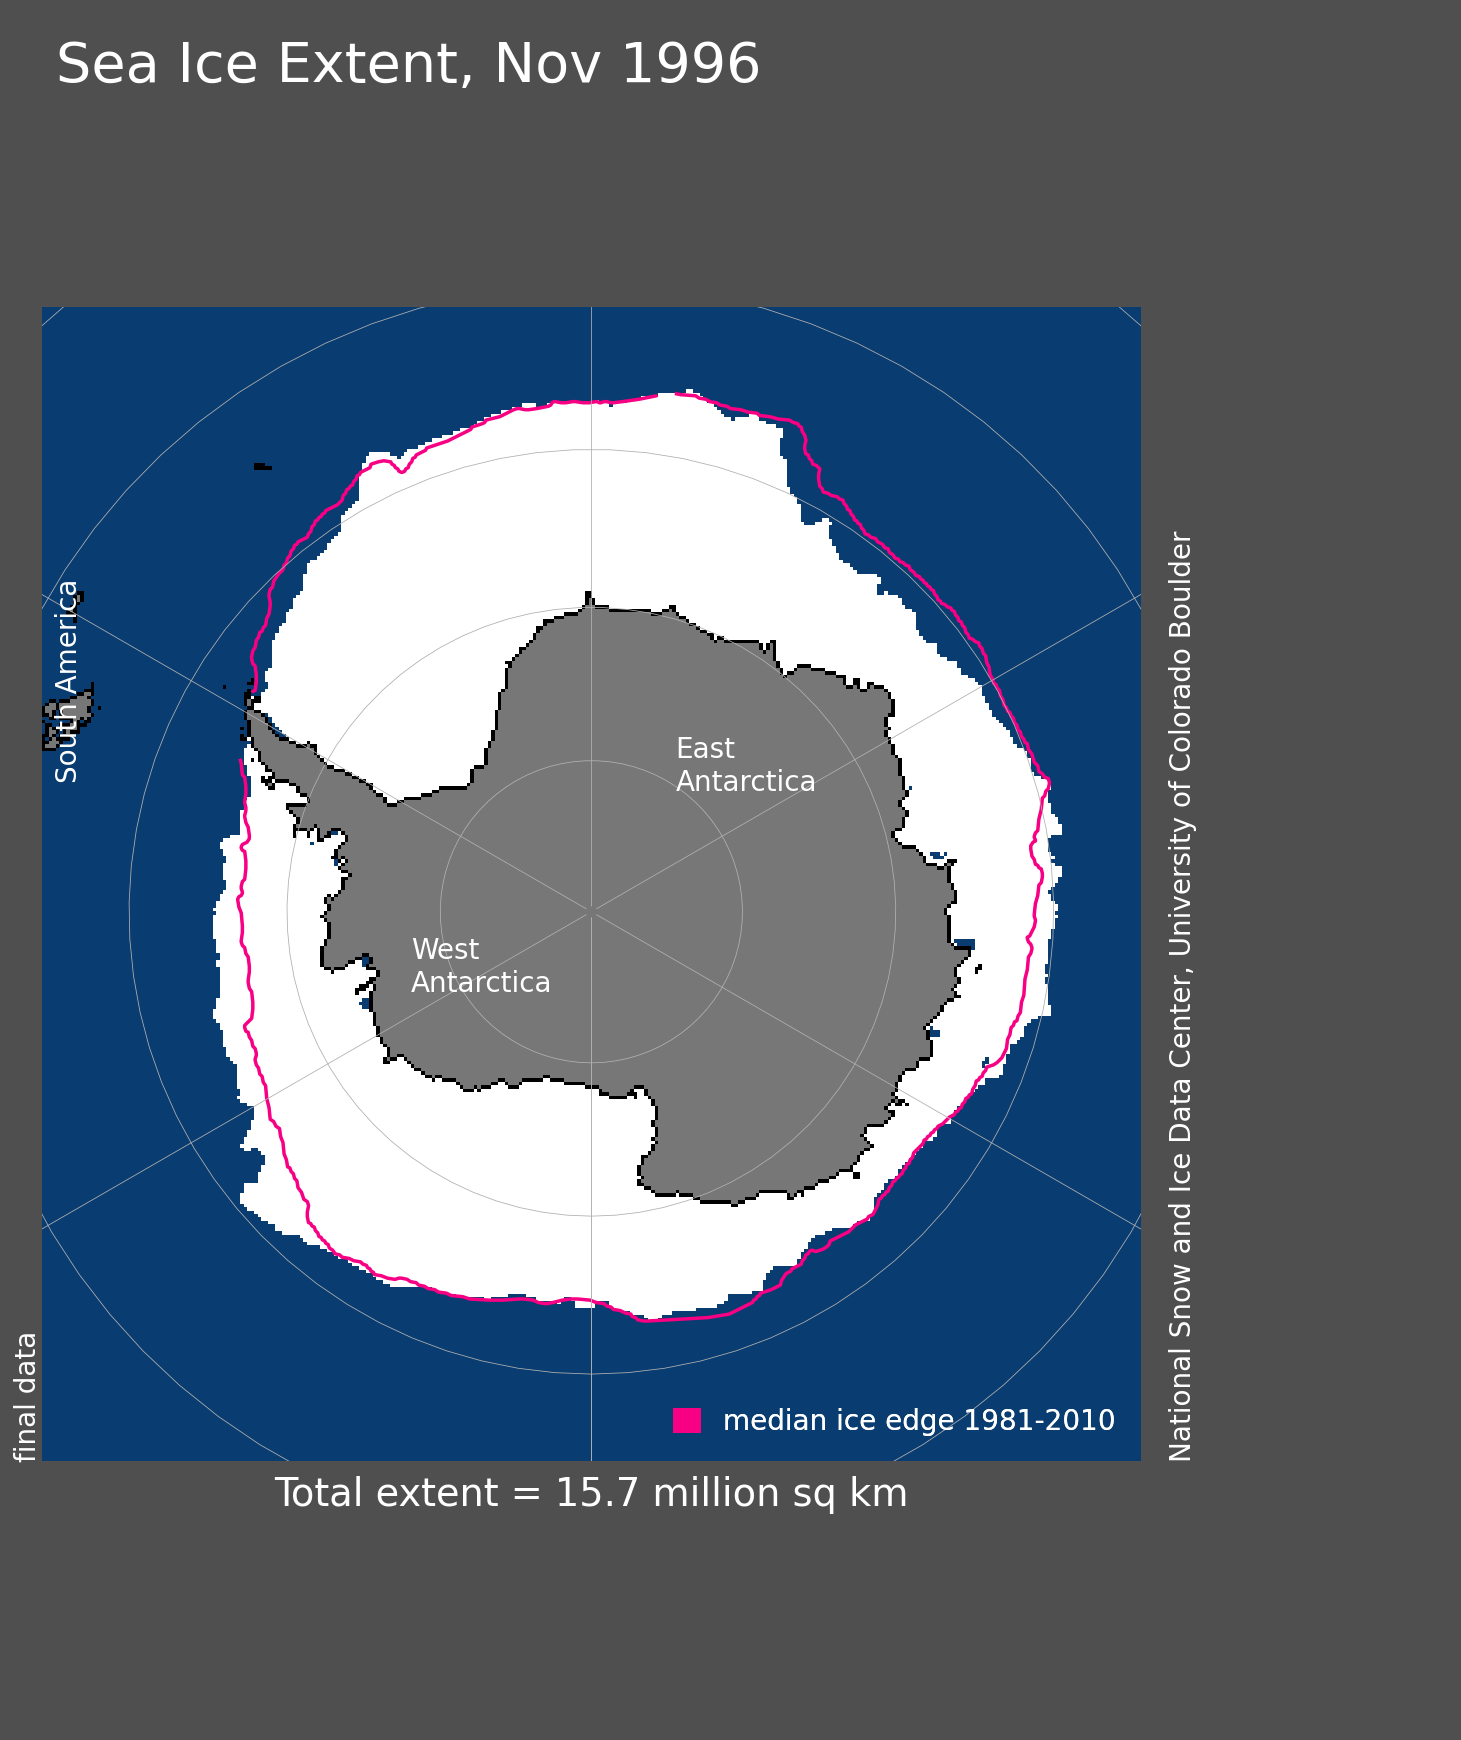 Sea Ice Extent, Nov 1996
South America
East
Antarctica
West
Antarctica
median ice edge 1981-2010
final data
National Snow and Ice Data Center, University of Colorado Boulder
Total extent = 15.7 million sq km